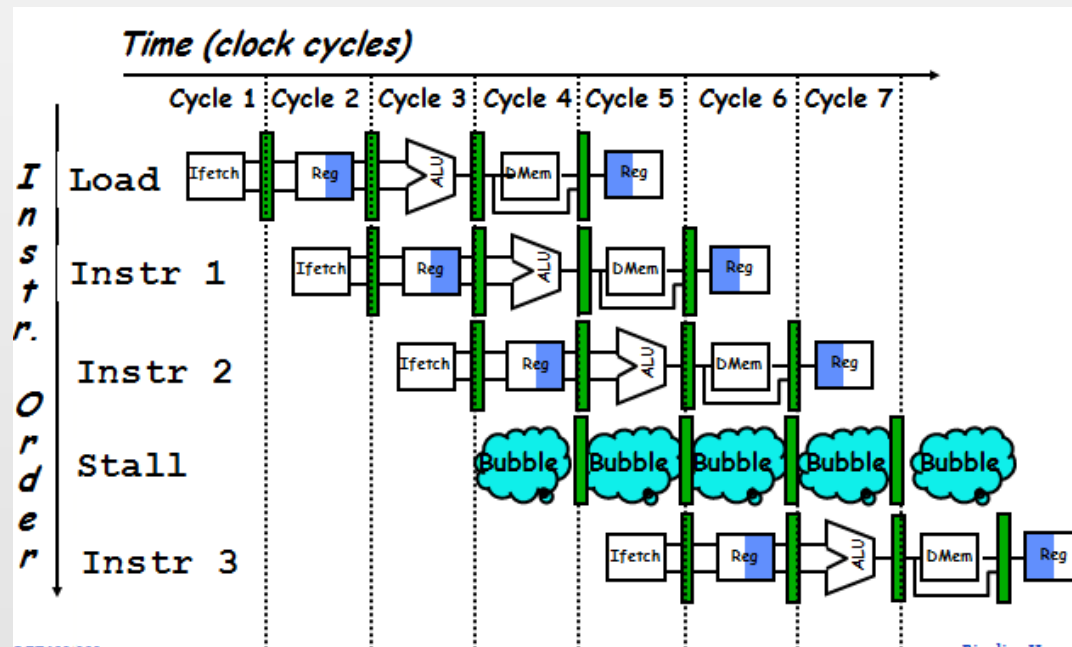 Time (clock cycles)
Cycle 1 Cycle 2 Cycle 3 Cycle 4 Cycle 5 Cycle 6 Cycle 7
Instr. Order
Load Ifetch Reg ALU DMem Reg
Instr 1 Ifetch Reg ALU DMem Reg
Instr 2 Ifetch Reg ALU DMem Reg
Stall Bubble Bubble Bubble Bubble Bubble
Instr 3 Ifetch Reg ALU DMem Reg